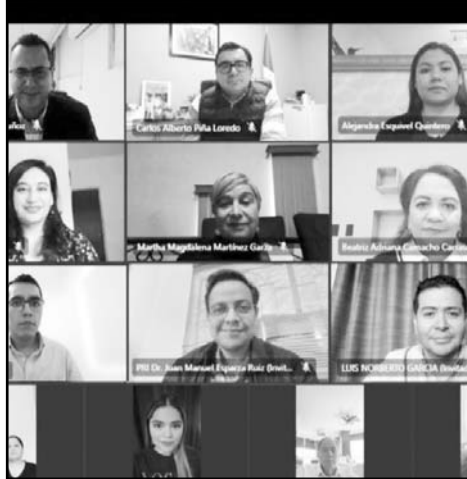 Carlos Alberto Piña Loredo
Alejandra Esquivel Quintero
Martha Magdalena Martínez Garza
Beatriz Adriana Camacho
PRI Dr. Juan Manuel Esparza Ruiz (Invit...
LUIS NORBERTO GARCIA (Invitad